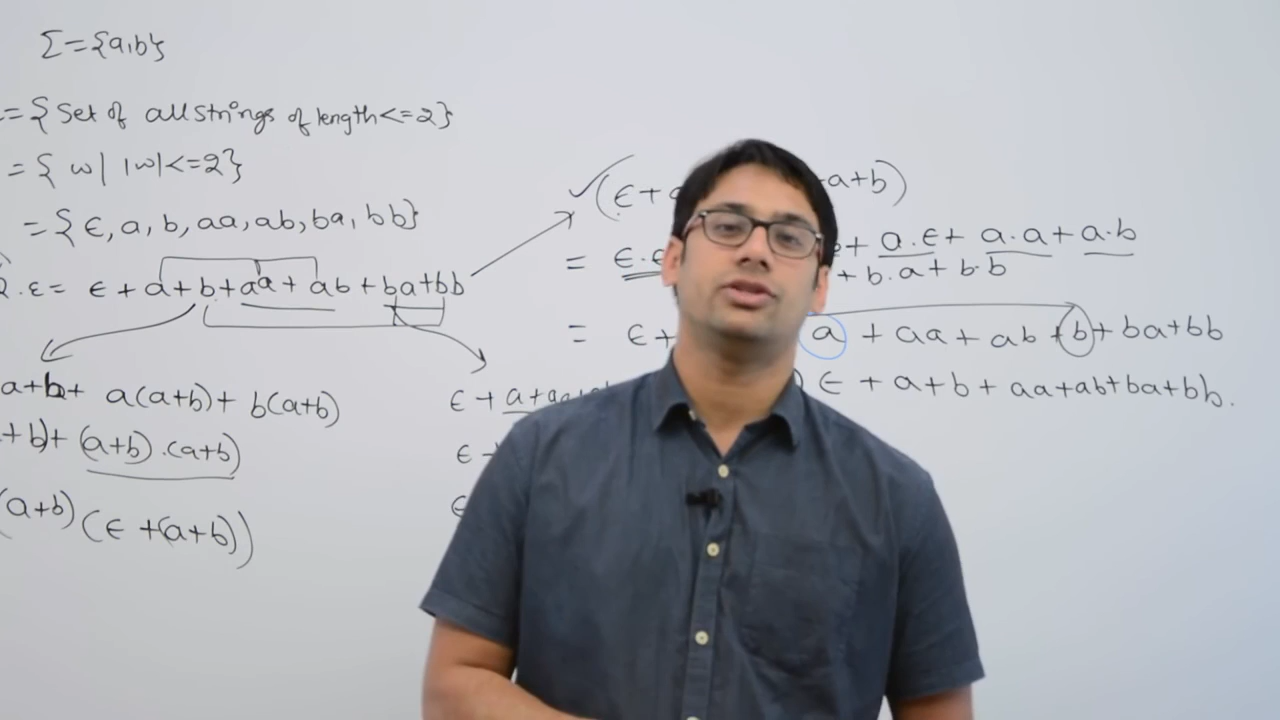 Σ={a,b}
={ Set of all strings of length<=2}
={ w| |w|<=2}
={ϵ, a, b, aa, ab, ba, bb}
R.E= ϵ + a+b+aa+ab+ba+bb
a+b+ a(a+b)+ b(a+b)
+b)+ (a+b).(a+b)
(a+b)(ϵ +(a+b))
ϵ + a+aa+
ϵ
ϵ
✓(ϵ+ a+b)
= ϵ. + a.ϵ+ a.a+a.b
+ b.a+ b.b
= ϵ+ a + aa+ ab +b+ ba+bb
ϵ + a+b+ aa+ab+ba+bb.